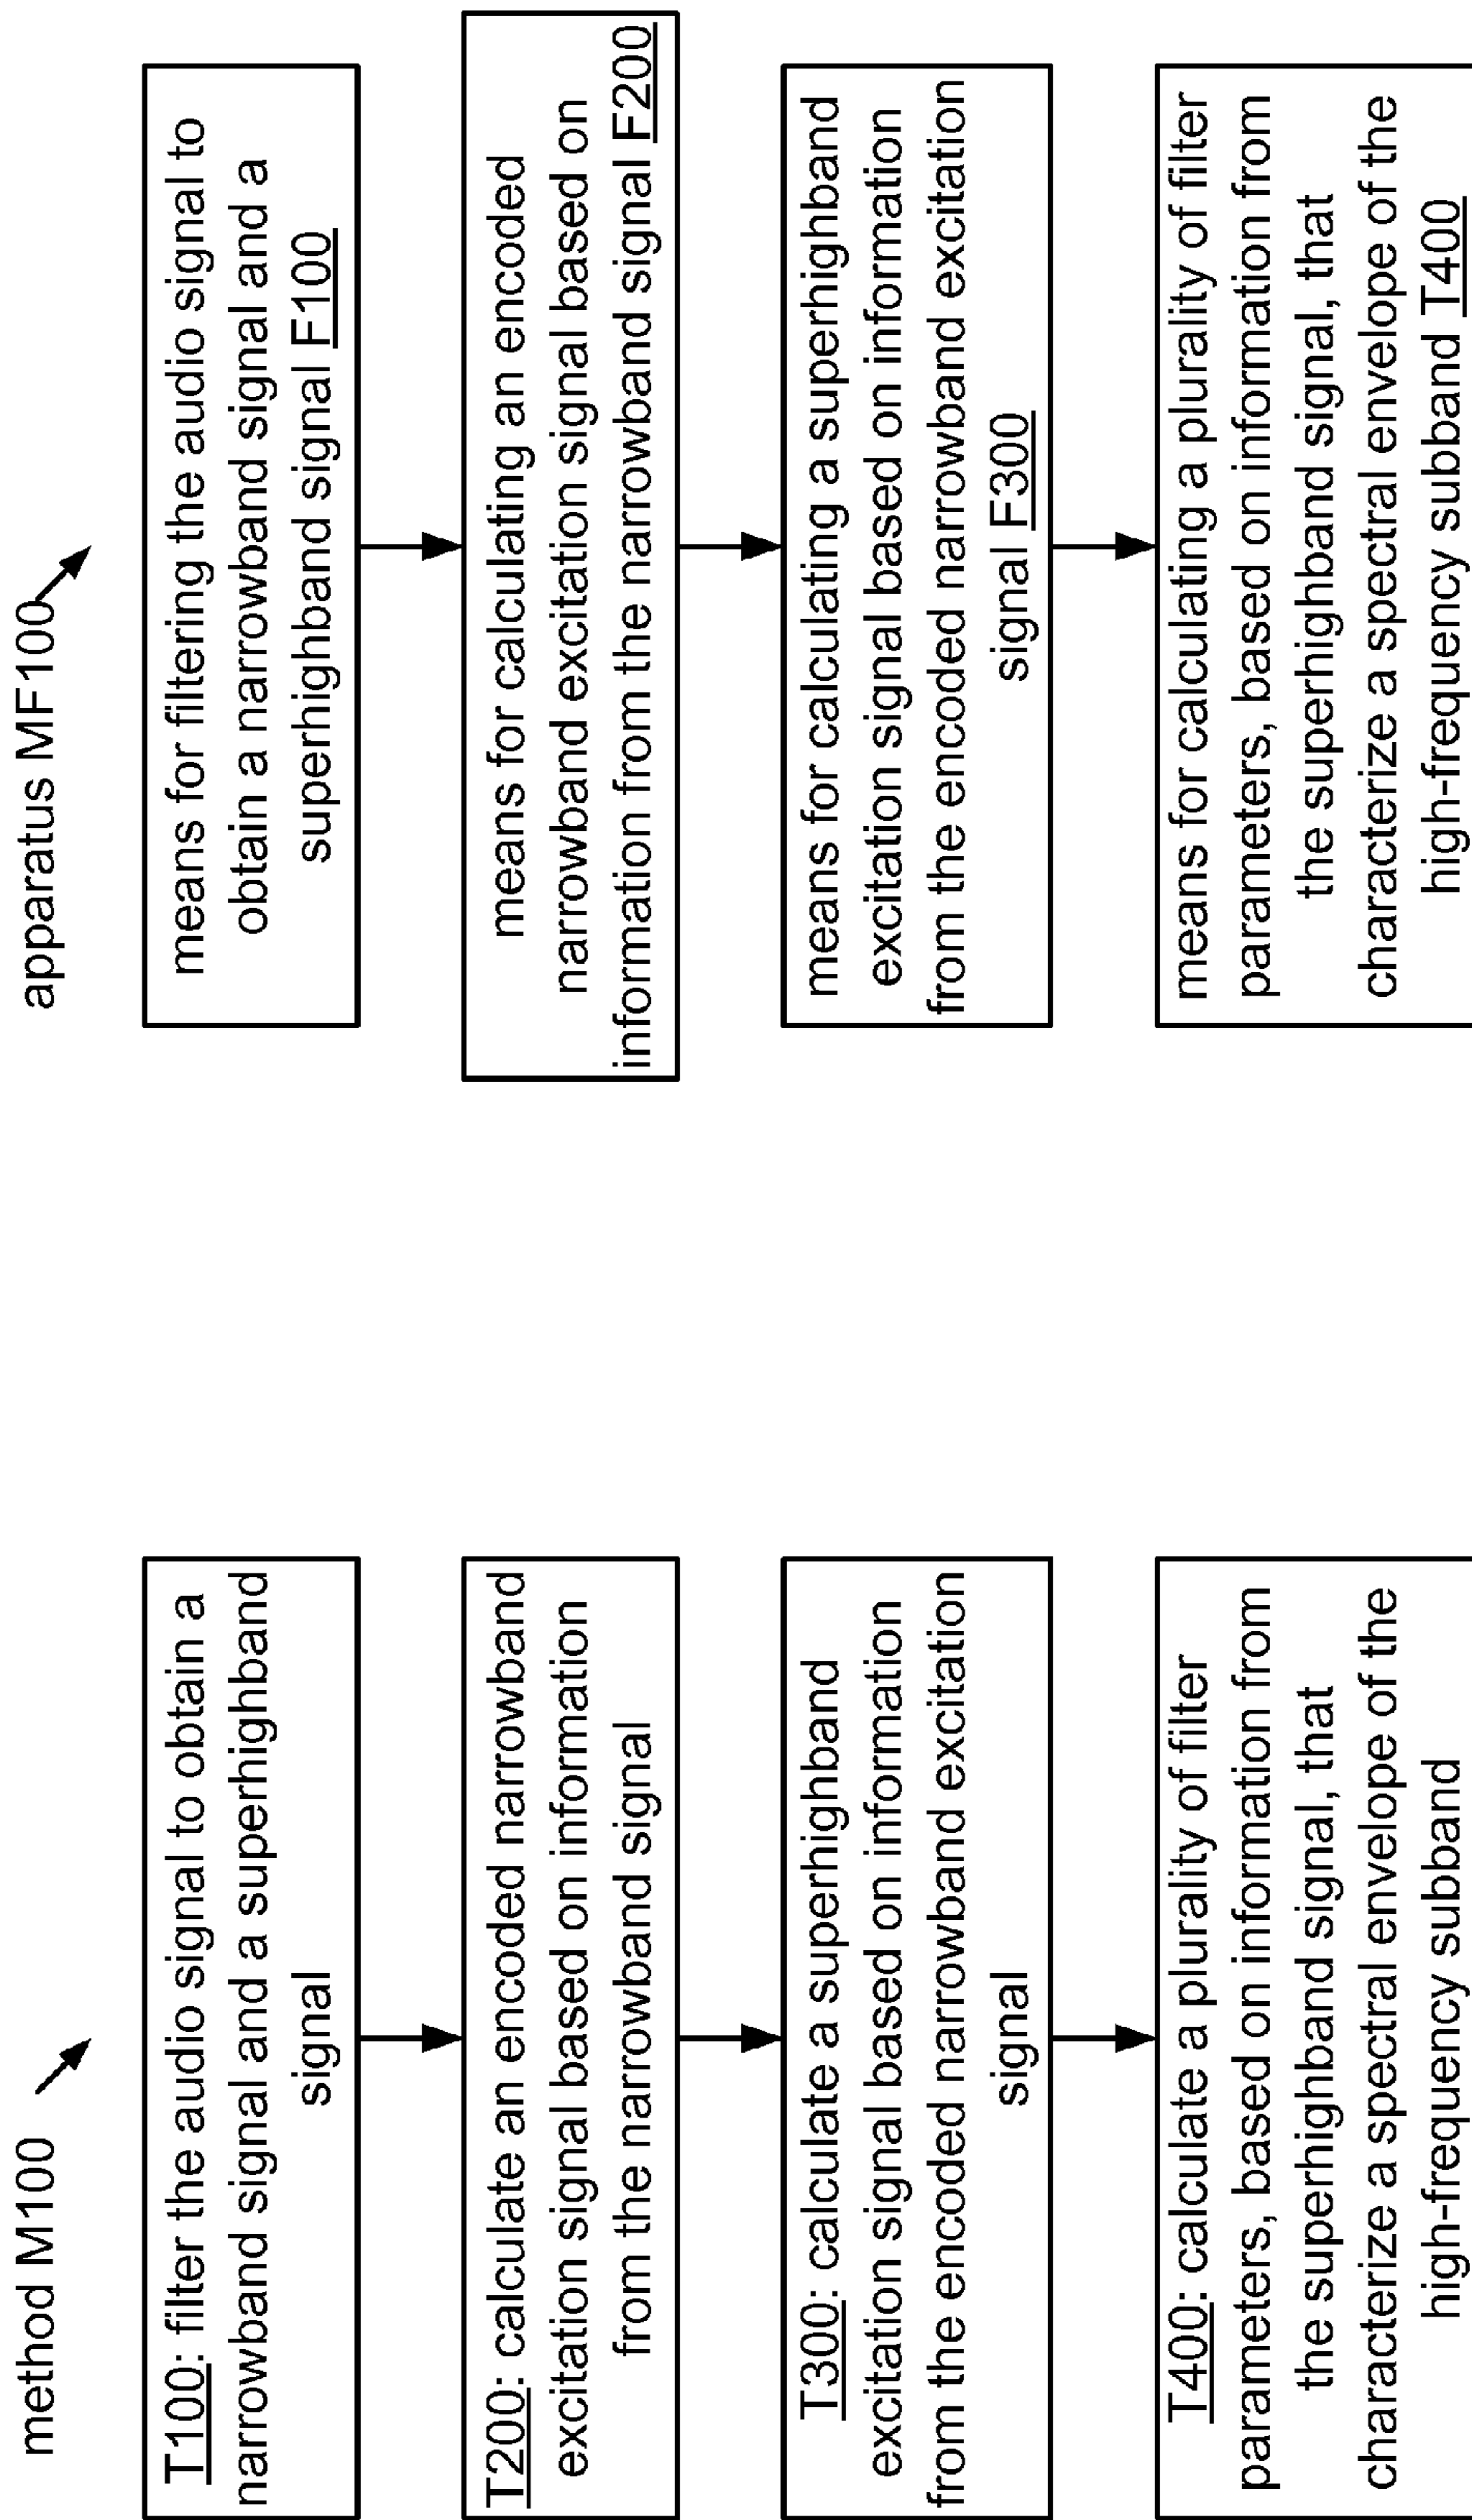 method M100
T100: filter the audio signal to obtain a
narrowband signal and a superhighband
signal
T200: calculate an encoded narrowband
excitation signal based on information
from the narrowband signal
T300: calculate a superhighband
excitation signal based on information
from the encoded narrowband excitation
signal
T400: calculate a plurality of filter
parameters, based on information from
the superhighband signal, that
characterize a spectral envelope of the
high-frequency subband
apparatus MF100
means for filtering the audio signal to
obtain a narrowband signal and a
superhighband signal F100
means for calculating an encoded
narrowband excitation signal based on
information from the narrowband signal F200
means for calculating a superhighband
excitation signal based on information
from the encoded narrowband excitation
signal F300
means for calculating a plurality of filter
parameters, based on information from
the superhighband signal, that
characterize a spectral envelope of the
high-frequency subband T400